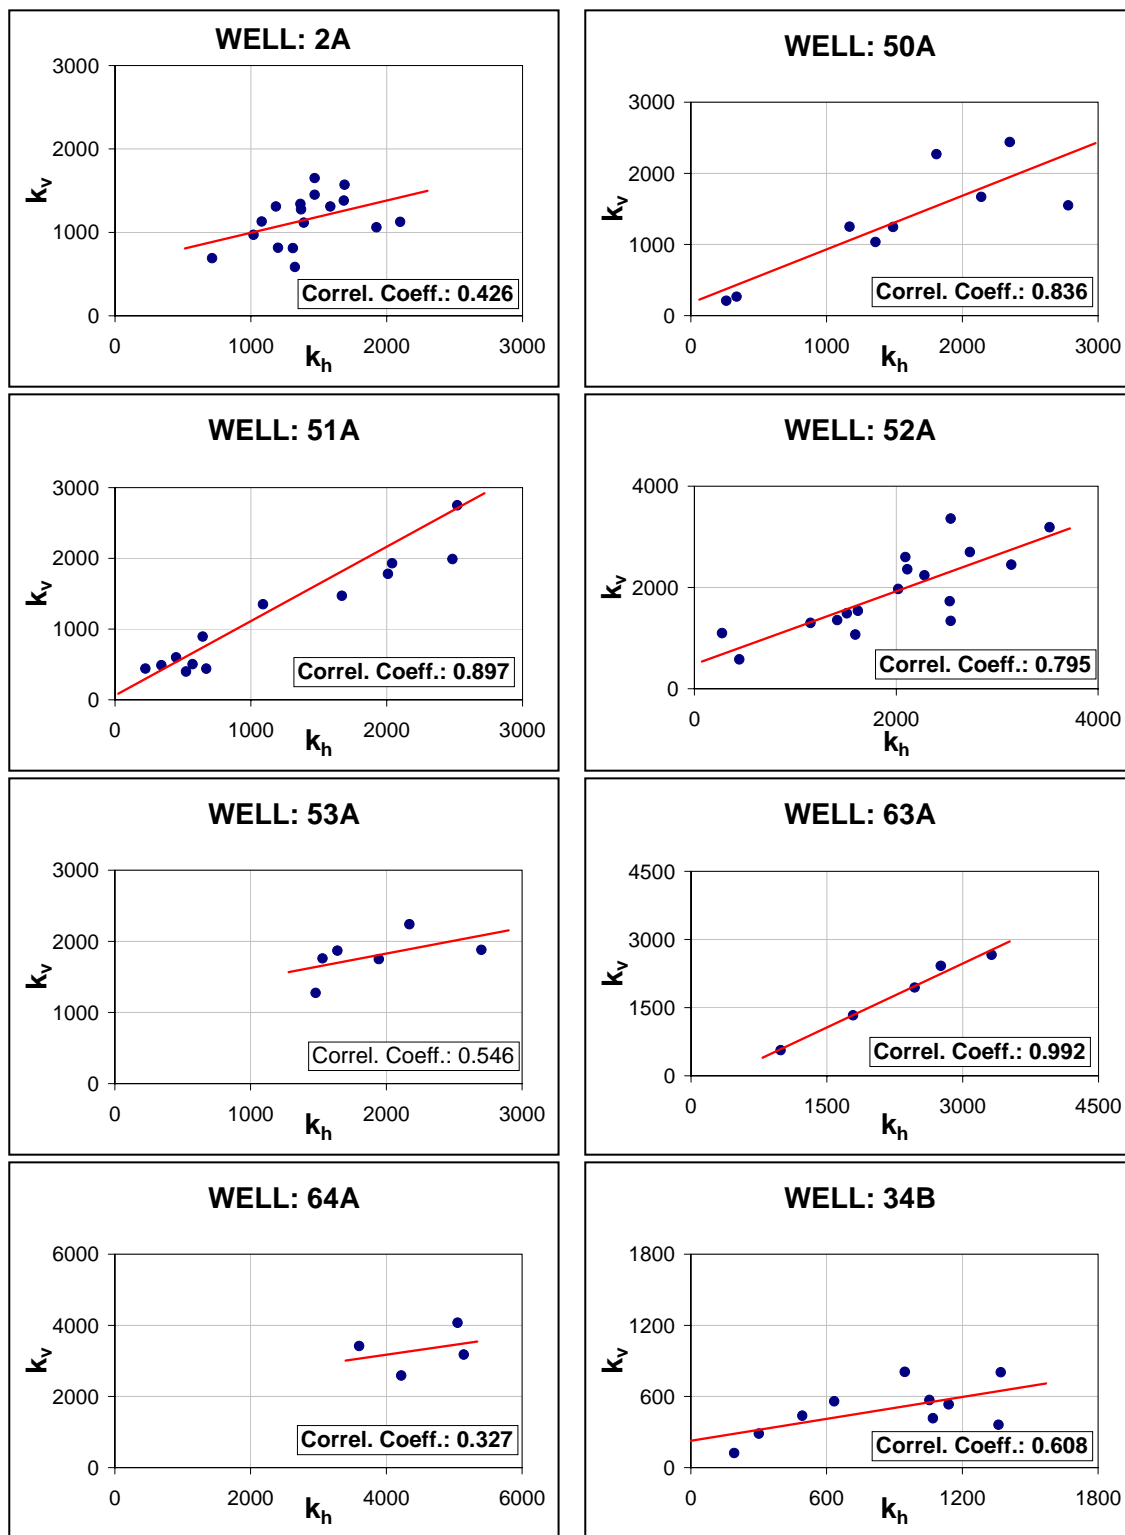 WELL: 2A
3000
2000
1000
0
kv
Correl. Coeff.: 0.426
0 1000 2000 3000
kh
WELL: 50A
3000
2000
1000
0
kv
Correl. Coeff.: 0.836
0 1000 2000 3000
kh
WELL: 51A
3000
2000
1000
0
kv
Correl. Coeff.: 0.897
0 1000 2000 3000
kh
WELL: 52A
4000
2000
0
kv
Correl. Coeff.: 0.795
0 2000 4000
kh
WELL: 53A
3000
2000
1000
0
kv
Correl. Coeff.: 0.546
0 1000 2000 3000
kh
WELL: 63A
4500
3000
1500
0
kv
Correl. Coeff.: 0.992
0 1500 3000 4500
kh
WELL: 64A
6000
4000
2000
0
kv
Correl. Coeff.: 0.327
0 2000 4000 6000
kh
WELL: 34B
1800
1200
600
0
kv
Correl. Coeff.: 0.608
0 600 1200 1800
kh